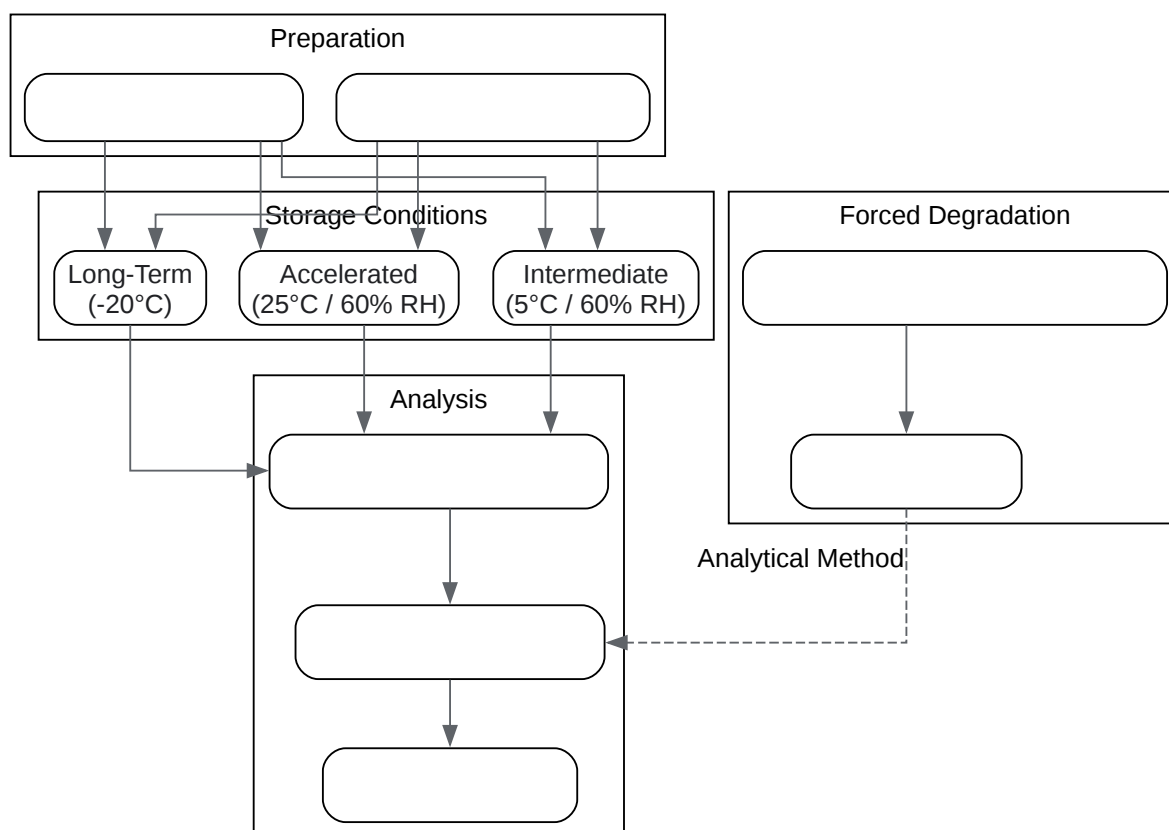 Preparation
Storage Conditions
Forced Degradation
Long-Term
(-20°C)
Accelerated
(25°C / 60% RH)
Intermediate
(5°C / 60% RH)
Analysis
Analytical Method